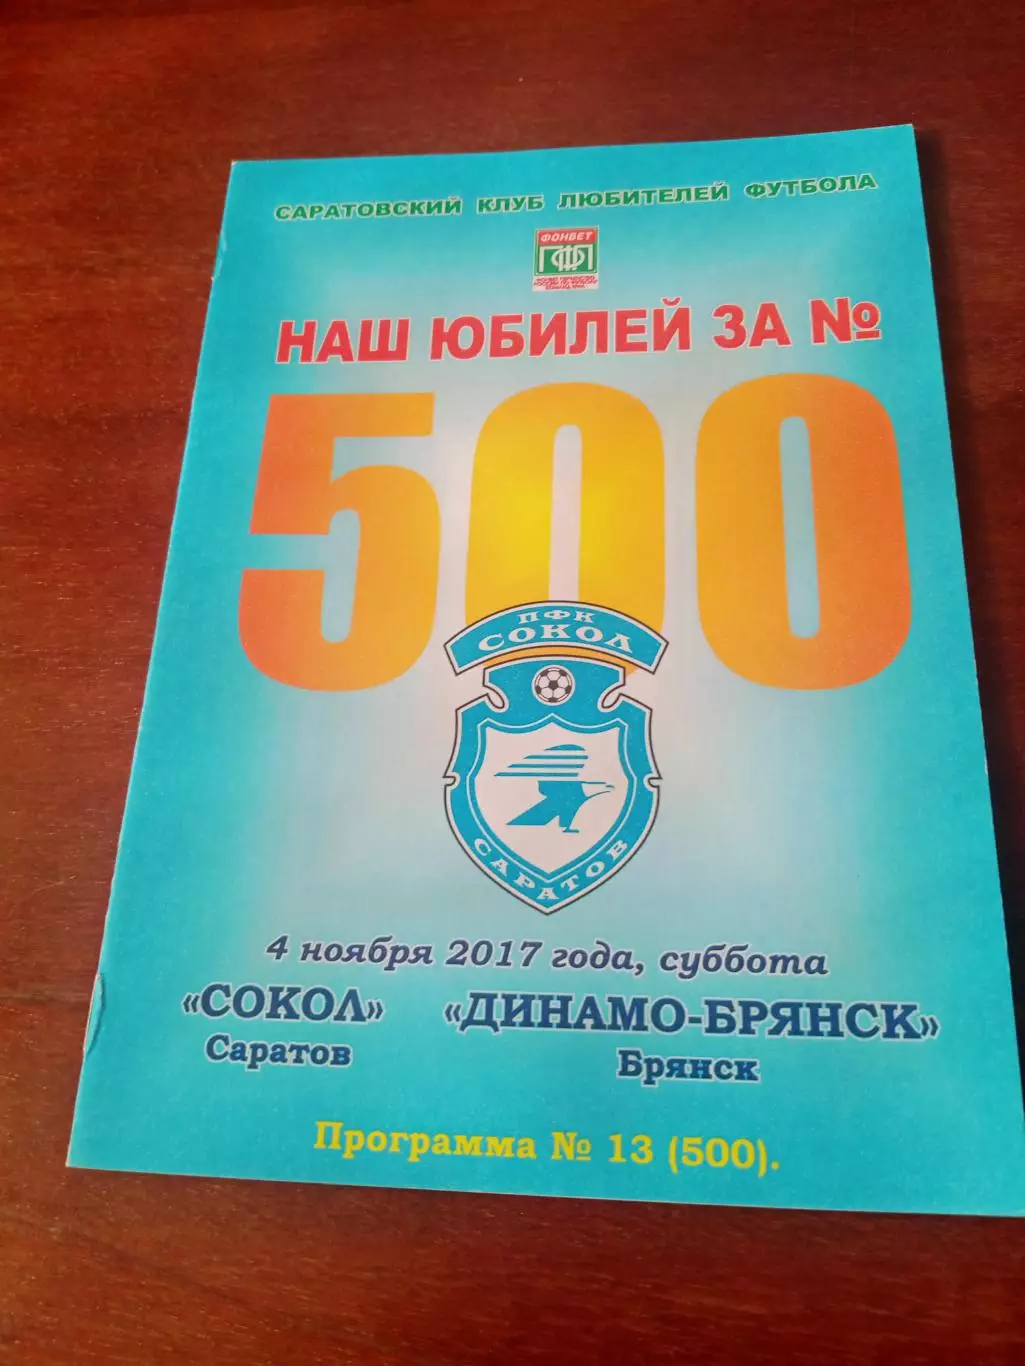 САРАТОВСКИЙ КЛУБ ЛЮБИТЕЛЕЙ ФУТБОЛА
ФОНБЕТ
ПФЛ
НАШ ЮБИЛЕЙ ЗА №
500
ПФК
СОКОЛ
САРАТОВ
4 ноября 2017 года, суббота
«СОКОЛ» «ДИНАМО-БРЯНСК»
Саратов Брянск
Программа № 13 (500).